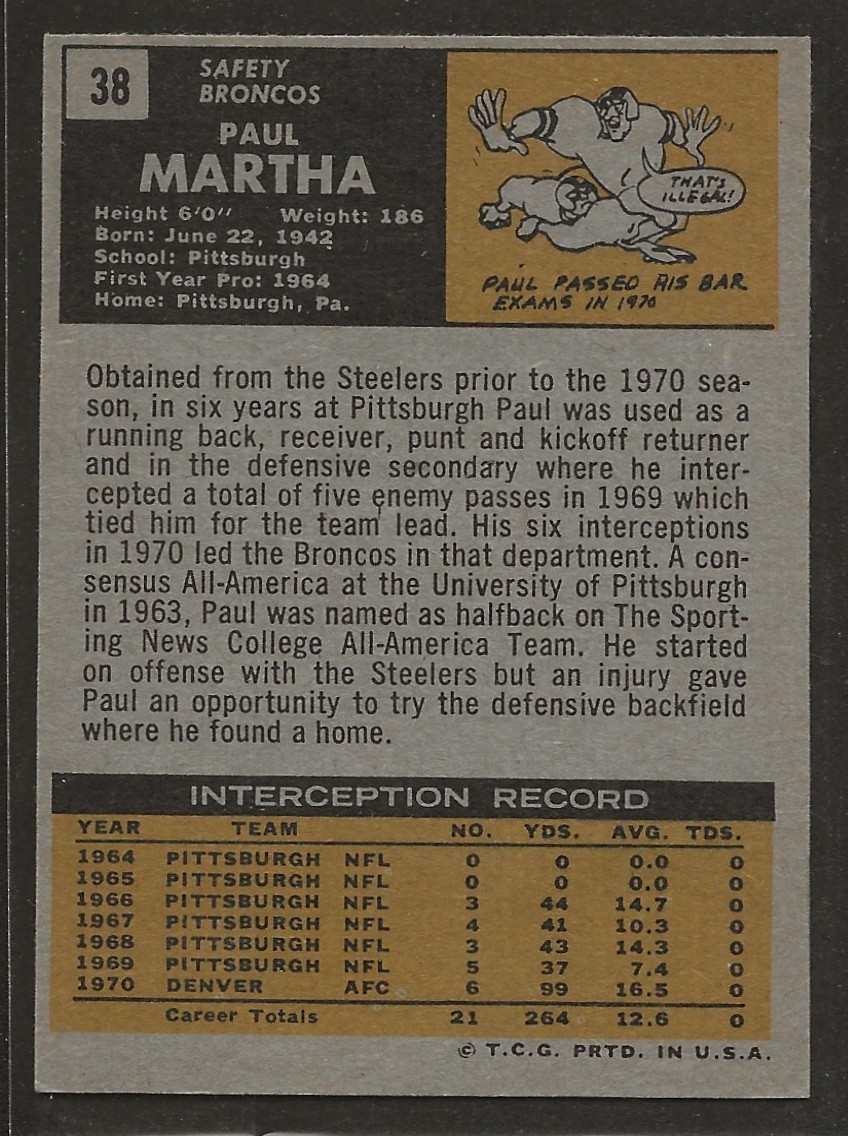 38
SAFETY
BRONCOS
PAUL
MARTHA
Height 6'0" Weight: 186
Born: June 22, 1942
School: Pittsburgh
First Year Pro: 1964
Home: Pittsburgh, Pa.
THAT'S
ILLEGAL!
PAUL PASSED HIS BAR
EXAMS IN 1970
Obtained from the Steelers prior to the 1970 sea-
son, in six years at Pittsburgh Paul was used as a
running back, receiver, punt and kickoff returner
and in the defensive secondary where he inter-
cepted a total of five enemy passes in 1969 which
tied him for the team lead. His six interceptions
in 1970 led the Broncos in that department. A con-
sensus All-America at the University of Pittsburgh
in 1963, Paul was named as halfback on The Sport-
ing News College All-America Team. He started
on offense with the Steelers but an injury gave
Paul an opportunity to try the defensive backfield
where he found a home.
INTERCEPTION RECORD
YEAR TEAM NO. YDS. AVG. TDS.
1964 PITTSBURGH NFL 0 0 0.0 0
1965 PITTSBURGH NFL 0 0 0.0 0
1966 PITTSBURGH NFL 3 44 14.7 0
1967 PITTSBURGH NFL 4 41 10.3 0
1968 PITTSBURGH NFL 3 43 14.3 0
1969 PITTSBURGH NFL 5 37 7.4 0
1970 DENVER AFC 6 99 16.5 0
Career Totals 21 264 12.6 0
© T.C.G. PRTD. IN U.S.A.